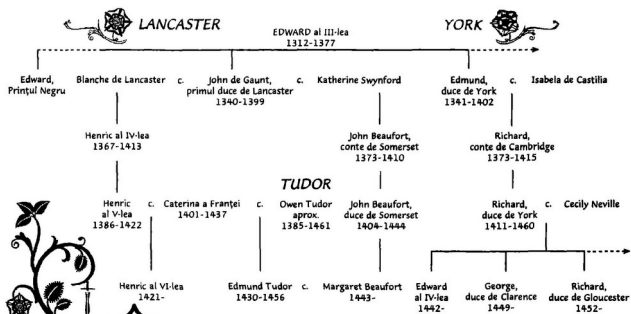 LANCASTER
YORK
EDWARD al III-lea
1312-1377
Edward,
Prințul Negru
Blanche de Lancaster
c.
John de Gaunt,
primul duce de Lancaster
1340-1399
c.
Katherine Swynford
Edmund,
duce de York
1341-1402
c.
Isabela de Castilia
Henric al IV-lea
1367-1413
John Beaufort,
conte de Somerset
1373-1410
Richard,
conte de Cambridge
1373-1415
TUDOR
Henric
al V-lea
1386-1422
c.
Caterina a Franței
1401-1437
c.
Owen Tudor
aprox.
1385-1461
John Beaufort,
duce de Somerset
1404-1444
Richard,
duce de York
1411-1460
c.
Cecily Neville
Henric al VI-lea
1421-
Edmund Tudor
1430-1456
c.
Margaret Beaufort
1443-
Edward
al IV-lea
1442-
George,
duce de Clarence
1449-
Richard,
duce de Gloucester
1452-